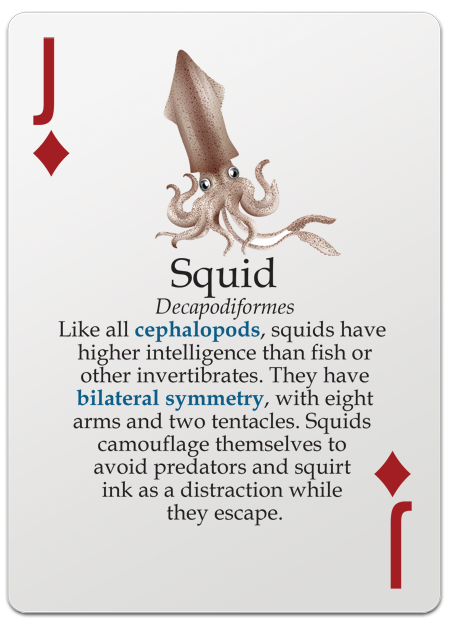 J
Squid
Decapodiformes
Like all cephalopods, squids have
higher intelligence than fish or
other invertibrates. They have
bilateral symmetry, with eight
arms and two tentacles. Squids
camouflage themselves to
avoid predators and squirt
ink as a distraction while
they escape.
J